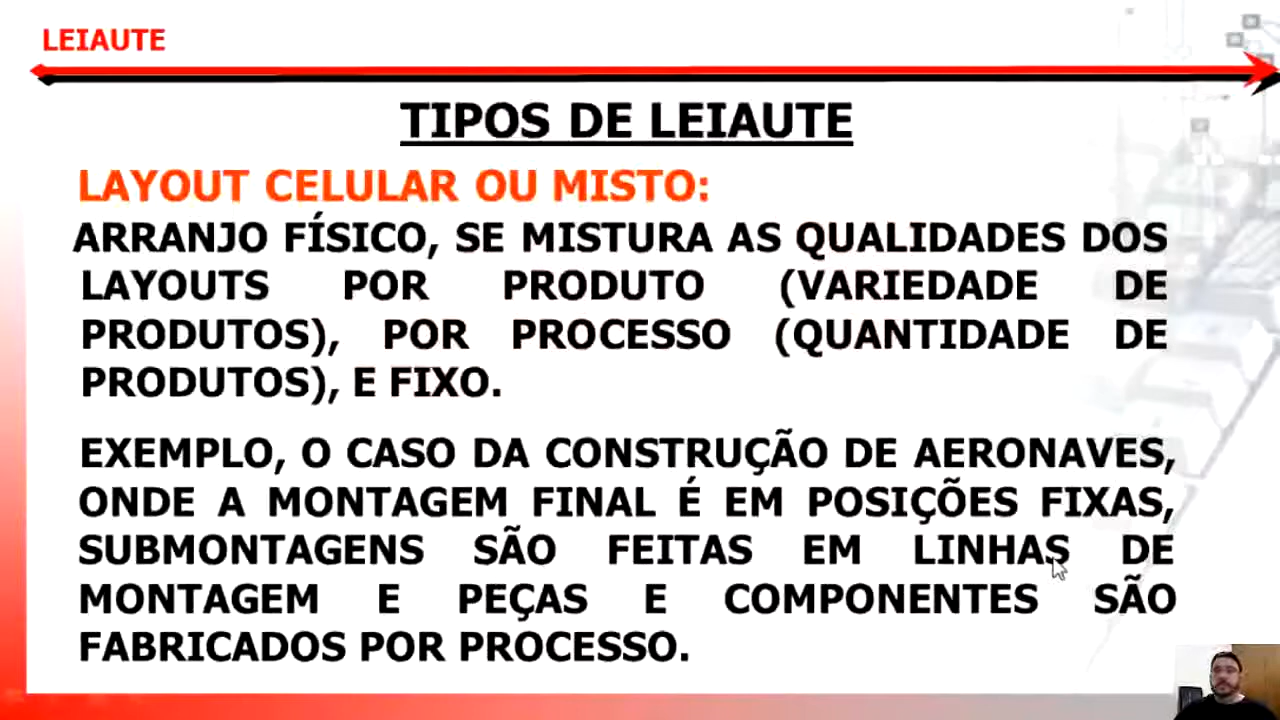 LEIAUTE
TIPOS DE LEIAUTE
LAYOUT CELULAR OU MISTO:
ARRANJO FÍSICO, SE MISTURA AS QUALIDADES DOS
LAYOUTS POR PRODUTO (VARIEDADE DE
PRODUTOS), POR PROCESSO (QUANTIDADE DE
PRODUTOS), E FIXO.
EXEMPLO, O CASO DA CONSTRUÇÃO DE AERONAVES,
ONDE A MONTAGEM FINAL É EM POSIÇÕES FIXAS,
SUBMONTAGENS SÃO FEITAS EM LINHAS DE
MONTAGEM E PEÇAS E COMPONENTES SÃO
FABRICADOS POR PROCESSO.